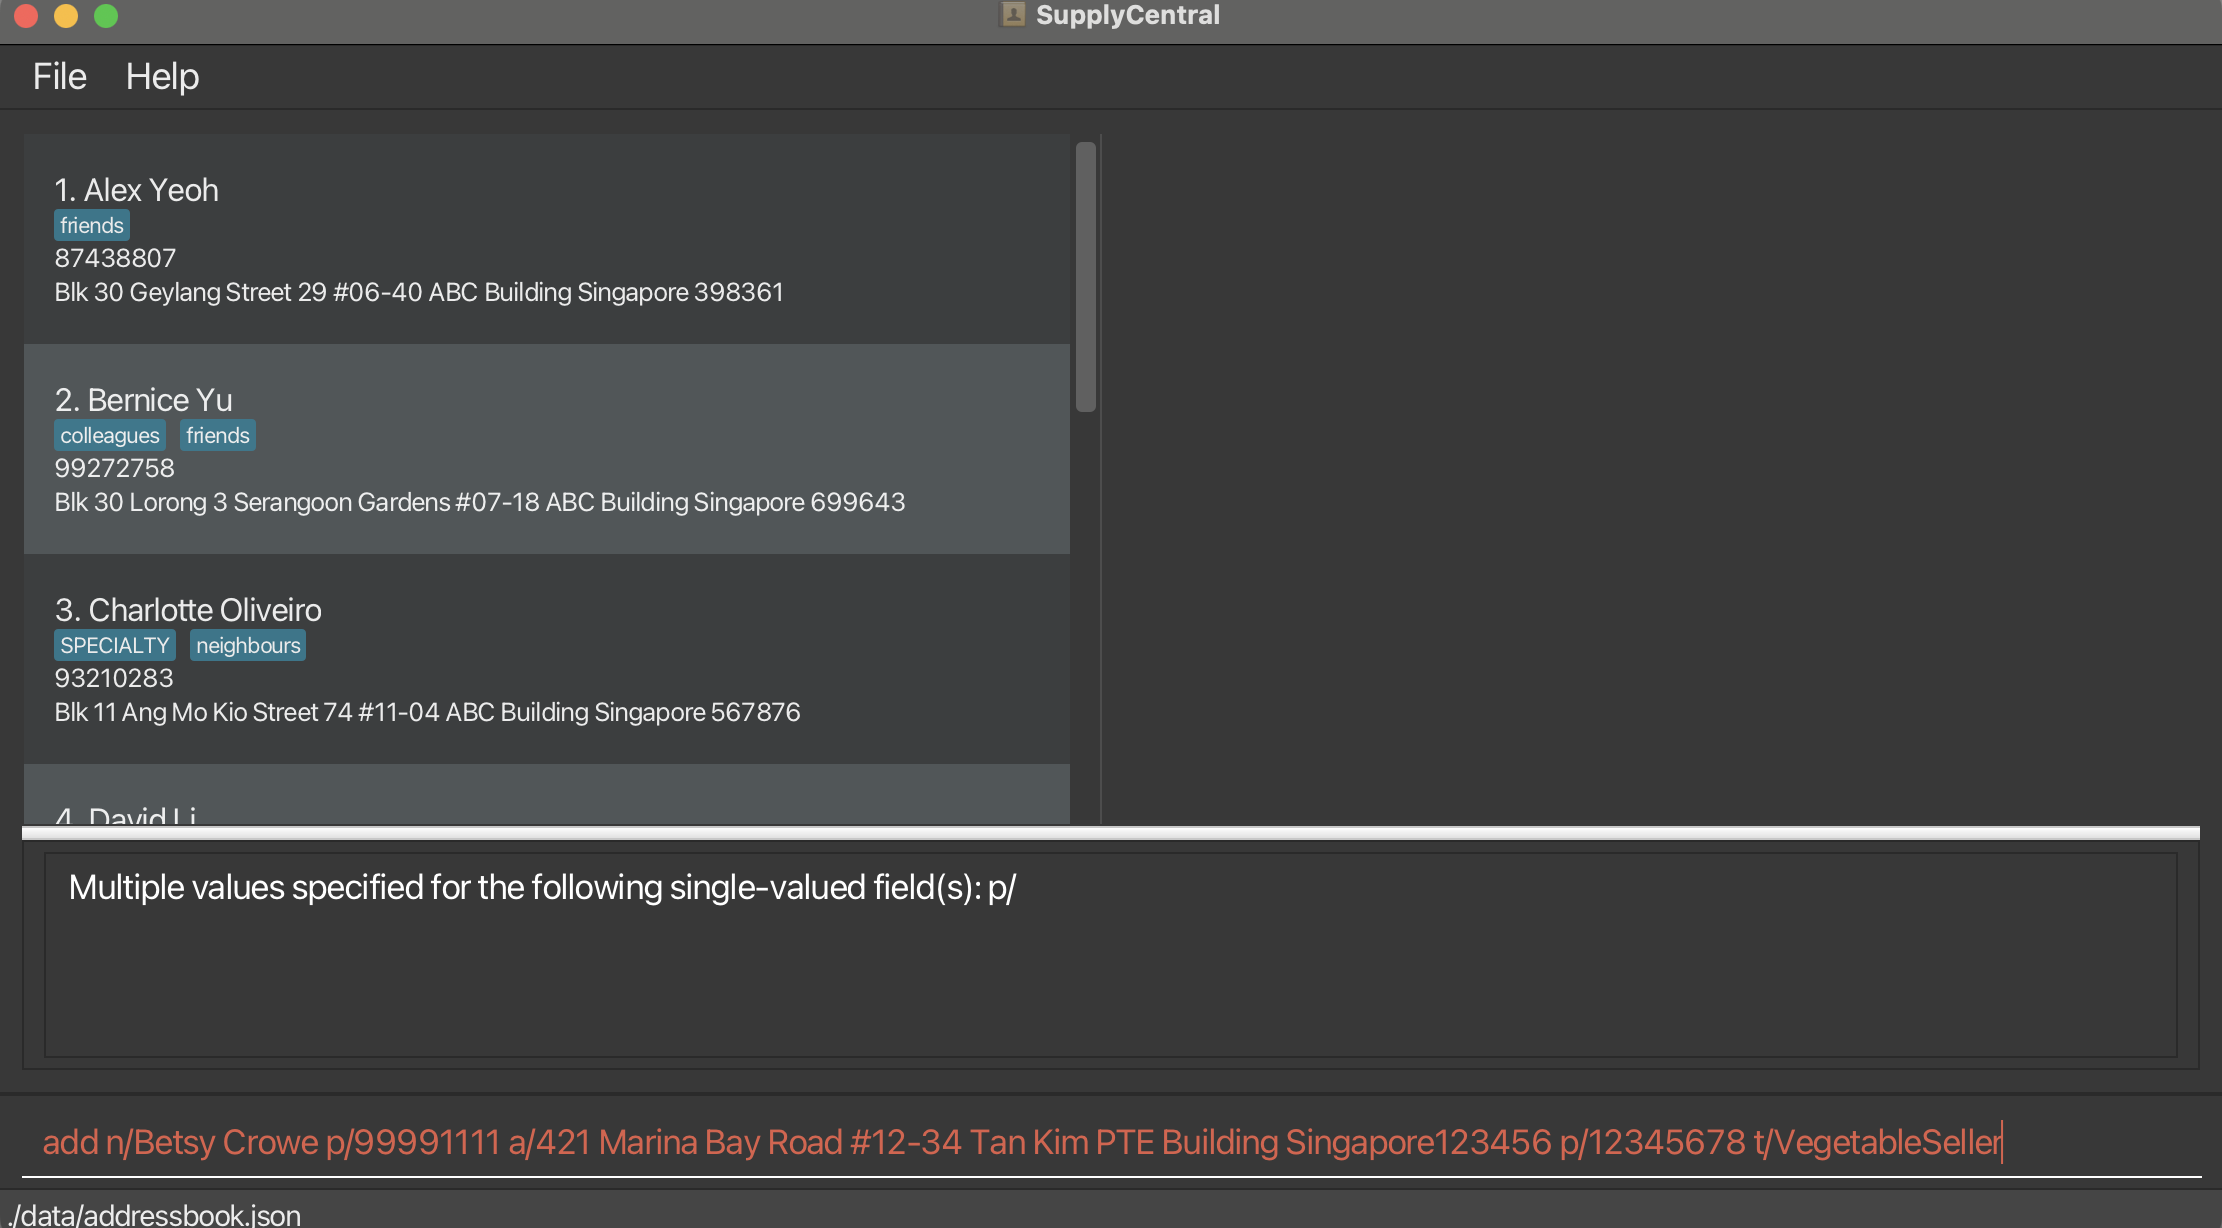 SupplyCentral
File Help
1. Alex Yeoh
friends
87438807
Blk 30 Geylang Street 29 #06-40 ABC Building Singapore 398361
2. Bernice Yu
colleagues friends
99272758
Blk 30 Lorong 3 Serangoon Gardens #07-18 ABC Building Singapore 699643
3. Charlotte Oliveiro
SPECIALTY neighbours
93210283
Blk 11 Ang Mo Kio Street 74 #11-04 ABC Building Singapore 567876
4. David Li
Multiple values specified for the following single-valued field(s): p/
add n/Betsy Crowe p/99991111 a/421 Marina Bay Road #12-34 Tan Kim PTE Building Singapore123456 p/12345678 t/VegetableSeller
./data/addressbook.json